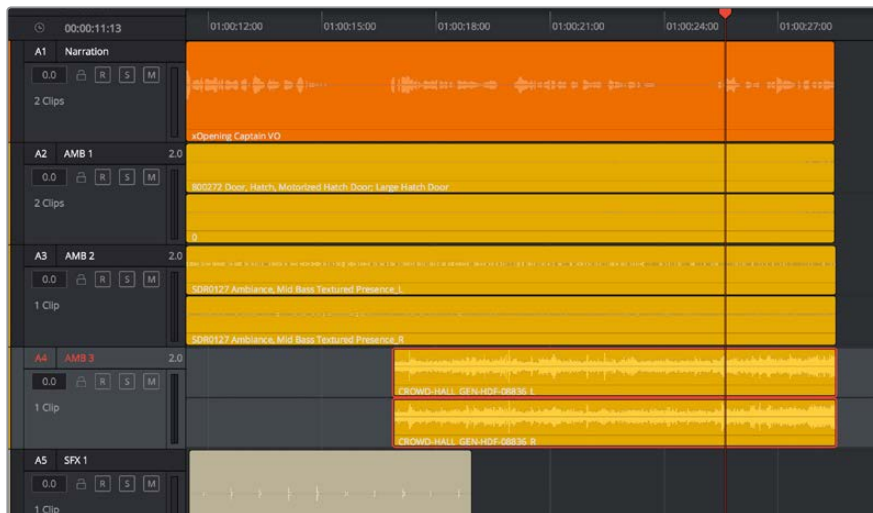 00:00:11:13
01:00:12:00 01:00:15:00 01:00:18:00 01:00:21:00 01:00:24:00 01:00:27:00
A1 Narration
0.0 R S M
2 Clips
xOpening Captain VO
A2 AMB 1 2.0
0.0 R S M
800272 Door, Hatch, Motorized Hatch Door; Large Hatch Door
2 Clips
0
A3 AMB 2 2.0
0.0 R S M
SDR0127 Ambiance, Mid Bass Textured Presence_L
1 Clip
SDR0127 Ambiance, Mid Bass Textured Presence_R
A4 AMB 3 2.0
0.0 R S M
CROWD-HALL_GEN-HDF-08836_L
1 Clip
CROWD-HALL_GEN-HDF-08836_R
A5 SFX 1
0.0 R S M
1 Clip